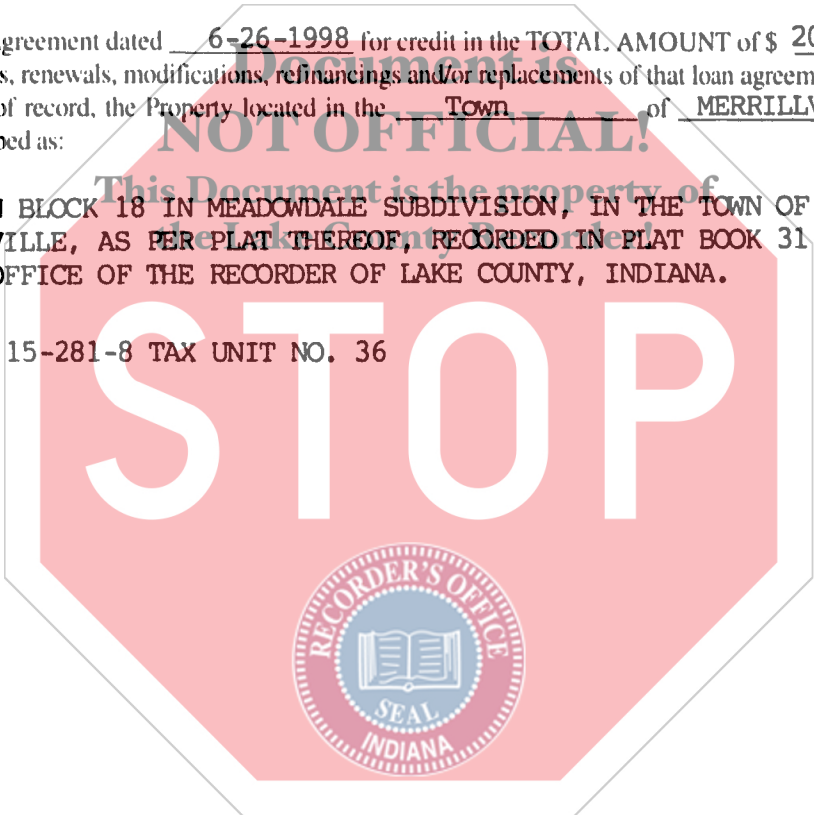 greement dated 6-26-1998 for credit in the TOTAL AMOUNT of $ 20
s, renewals, modifications, refinancings and/or replacements of that loan agreem
of record, the Property located in the Town of MERRILLV
bed as:
Document is
NOT OFFICIAL!
This Document is the property of
the Lake County Recorder!
BLOCK 18 IN MEADOWDALE SUBDIVISION, IN THE TOWN OF
VILLE, AS PER PLAT THEREOF, RECORDED IN PLAT BOOK 31
OFFICE OF THE RECORDER OF LAKE COUNTY, INDIANA.
15-281-8 TAX UNIT NO. 36
STOP
RECORDER'S OFFICE
SEAL
INDIANA